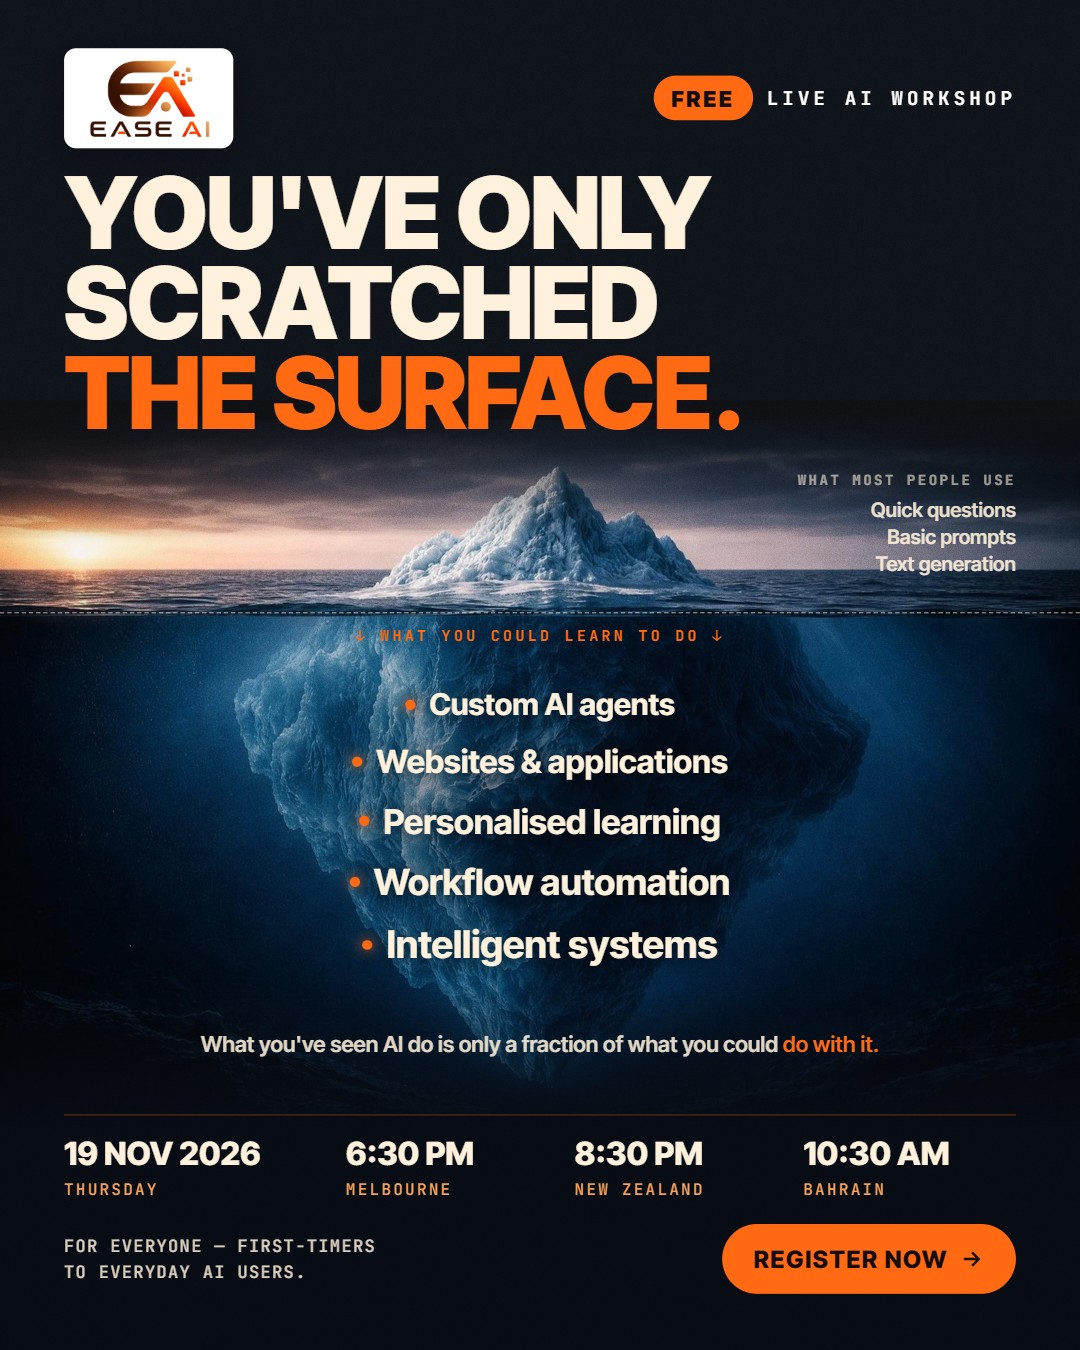 EASE AI
FREE LIVE AI WORKSHOP
YOU'VE ONLY
SCRATCHED
THE SURFACE.
WHAT MOST PEOPLE USE
Quick questions
Basic prompts
Text generation
↓ WHAT YOU COULD LEARN TO DO ↓
• Custom AI agents
• Websites & applications
• Personalised learning
• Workflow automation
• Intelligent systems
What you've seen AI do is only a fraction of what you could do with it.
19 NOV 2026 6:30 PM 8:30 PM 10:30 AM
THURSDAY MELBOURNE NEW ZEALAND BAHRAIN
FOR EVERYONE — FIRST-TIMERS
TO EVERYDAY AI USERS.
REGISTER NOW →